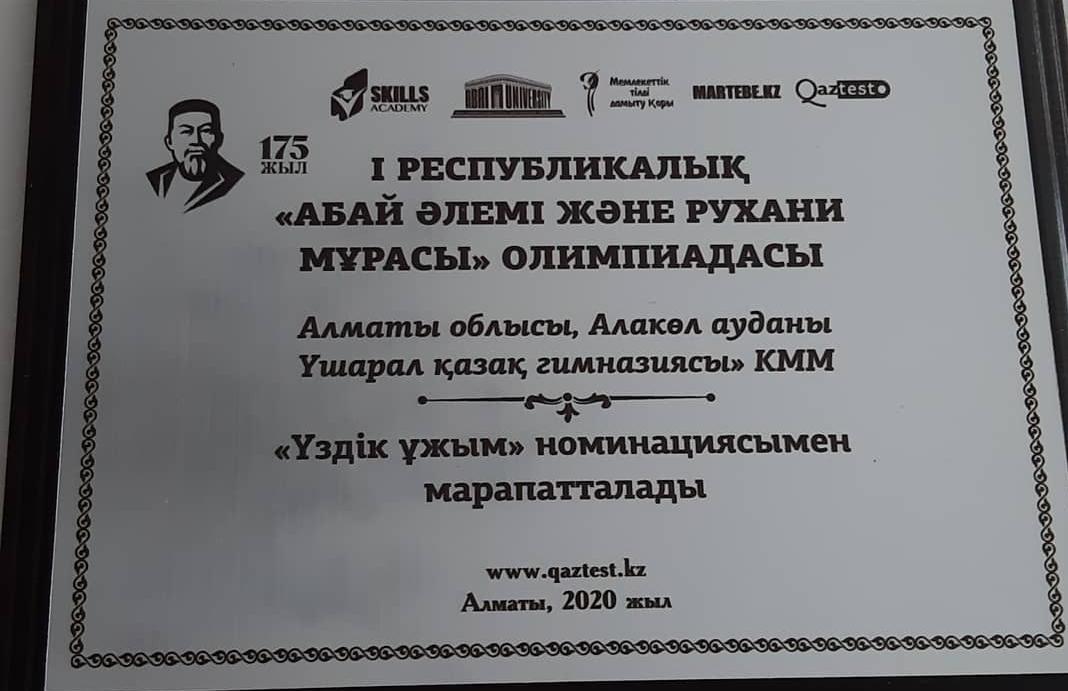 SKILLS
ACADEMY
ABAI UNIVERSITY
Мемлекеттік
тілді
дамыту Қоры
MARTEBE.KZ
Qaztest
175
ЖЫЛ
I РЕСПУБЛИКАЛЫҚ
«АБАЙ ӘЛЕМІ ЖӘНЕ РУХАНИ
МҰРАСЫ» ОЛИМПИАДАСЫ
Алматы облысы, Алакөл ауданы
Үшарал қазақ гимназиясы» КММ
«Үздік ұжым» номинациясымен
марапатталады
www.qaztest.kz
Алматы, 2020 жыл